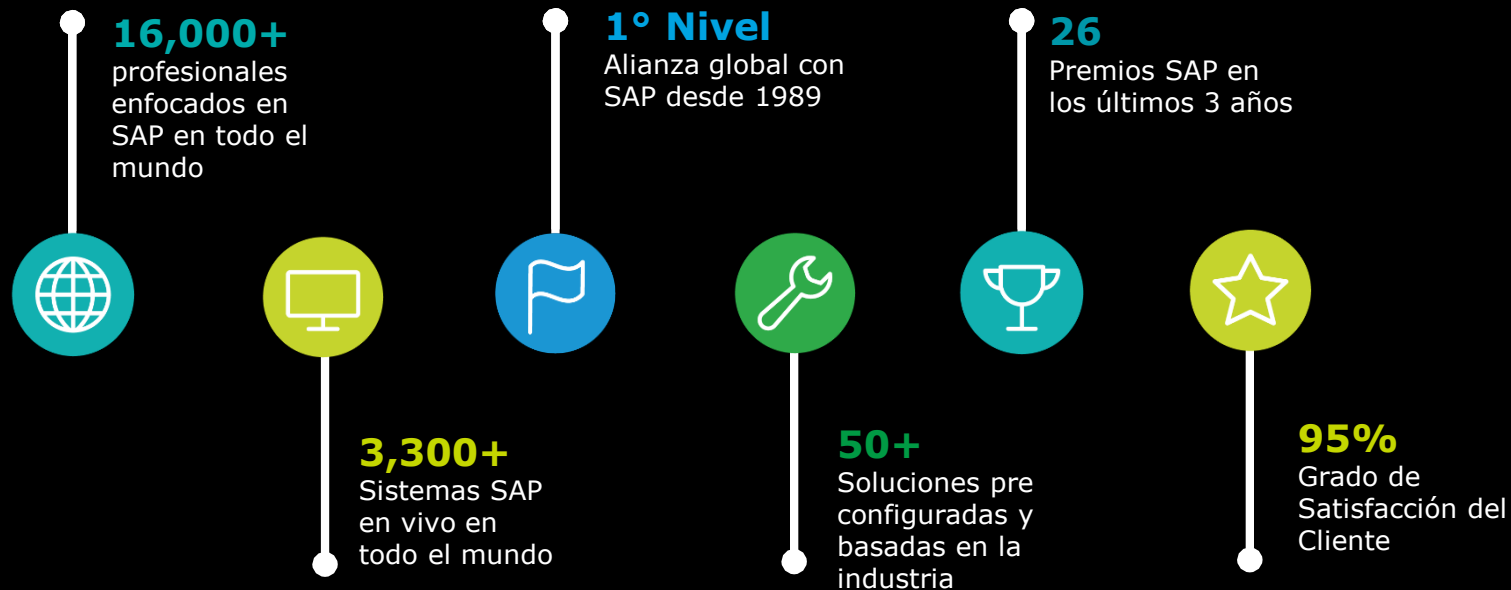 16,000+
profesionales
enfocados en
SAP en todo el
mundo
3,300+
Sistemas SAP
en vivo en
todo el mundo
1° Nivel
Alianza global con
SAP desde 1989
50+
Soluciones pre
configuradas y
basadas en la
industria
26
Premios SAP en
los últimos 3 años
95%
Grado de
Satisfacción del
Cliente